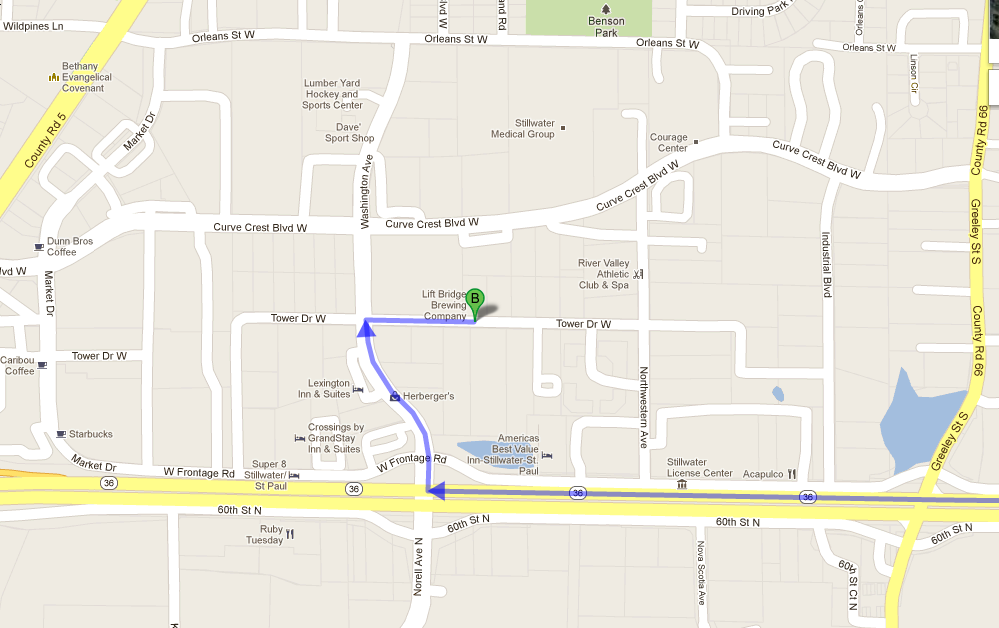 Wildpines Ln
Orleans St W
Orleans St W
Orleans St W
Orleans St W
Benson
Park
Driving Park
Bethany
Evangelical
Covenant
County Rd 5
Market Dr
Lumber Yard
Hockey and
Sports Center
Dave'
Sport Shop
Stillwater
Medical Group
Courage
Center
Linson Cir
County Rd 66
Washington Ave
Curve Crest Blvd W
Curve Crest Blvd W
Curve Crest Blvd W
Curve Crest Blvd W
Greeley St S
Dunn Bros
Coffee
lvd W
Market Dr
River Valley
Athletic
Club & Spa
Industrial Blvd
Lift Bridge
Brewing
Company
B
Tower Dr W
Tower Dr W
Tower Dr W
County Rd 66
Caribou
Coffee
Lexington
Inn & Suites
Herberger's
Northwestern Ave
Starbucks
Crossings by
GrandStay
Inn & Suites
Americas
Best Value
Inn-Stillwater-St.
Paul
Greeley St S
Market Dr
W Frontage Rd
W Frontage Rd
Super 8
Stillwater/
St Paul
Stillwater
License Center
Acapulco
36
36
36
36
60th St N
60th St N
60th St N
60th St N
Ruby
Tuesday
Norell Ave N
Nova Scotia Ave
60th St Ct N